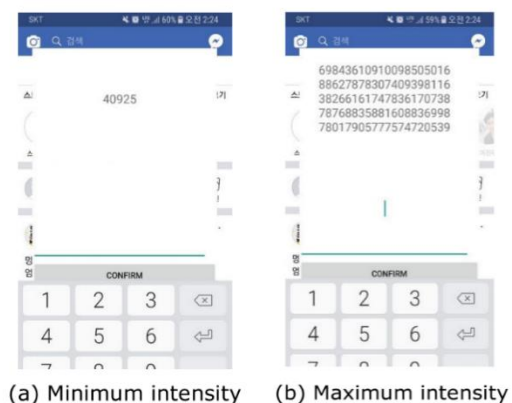 SKT 60% 오전 2:24
검색
40925
CONFIRM
1 2 3
4 5 6
(a) Minimum intensity
SKT 59% 오전 2:24
검색
69843610910098505016
88627878307409398116
38266161747836170738
78768835881608836998
78017905777574720539
CONFIRM
1 2 3
4 5 6
(b) Maximum intensity